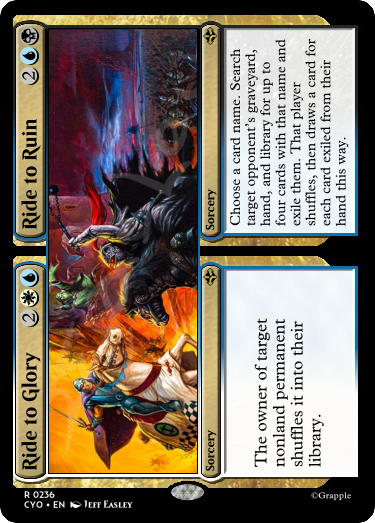 Ride to Glory 2
Sorcery
The owner of target
nonland permanent
shuffles it into their
library.
Ride to Ruin 2
Sorcery
Choose a card name. Search
target opponent's graveyard,
hand, and library for up to
four cards with that name and
exile them. That player
shuffles, then draws a card for
each card exiled from their
hand this way.
R 0236
CYO • EN Jeff Easley
©Grapple